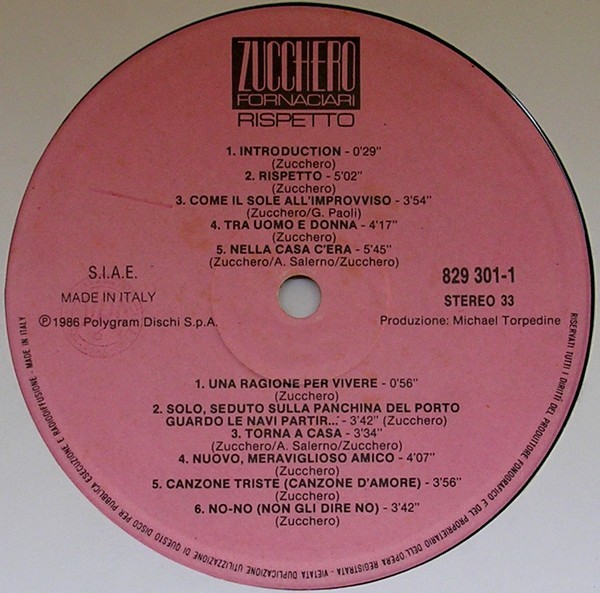 ZUCCHERO
FORNACIARI
RISPETTO
1. INTRODUCTION - 0'29"
(Zucchero)
2. RISPETTO - 5'02"
(Zucchero)
3. COME IL SOLE ALL'IMPROVVISO - 3'54"
(Zucchero/G. Paoli)
4. TRA UOMO E DONNA - 4'17"
(Zucchero)
5. NELLA CASA C'ERA - 5'45"
(Zucchero/A. Salerno/Zucchero)
S.I.A.E.
MADE IN ITALY
℗ 1986 Polygram Dischi S.p.A.
829 301-1
STEREO 33
Produzione: Michael Torpedine
1. UNA RAGIONE PER VIVERE - 0'56"
(Zucchero)
2. SOLO, SEDUTO SULLA PANCHINA DEL PORTO
GUARDO LE NAVI PARTIR... - 3'42" (Zucchero)
3. TORNA A CASA - 3'34"
(Zucchero/A. Salerno/Zucchero)
4. NUOVO, MERAVIGLIOSO AMICO - 4'07"
(Zucchero)
5. CANZONE TRISTE (CANZONE D'AMORE) - 3'56"
(Zucchero)
6. NO-NO (NON GLI DIRE NO) - 3'42"
(Zucchero)
RISERVATI TUTTI I DIRITTI DEL PRODUTTORE FONOGRAFICO E DEL PROPRIETARIO DELL'OPERA REGISTRATA - VIETATA DUPLICAZIONE UTILIZZAZIONE DI QUESTO DISCO PER PUBBLICA ESECUZIONE E RADIODIFFUSIONE - MADE IN ITALY